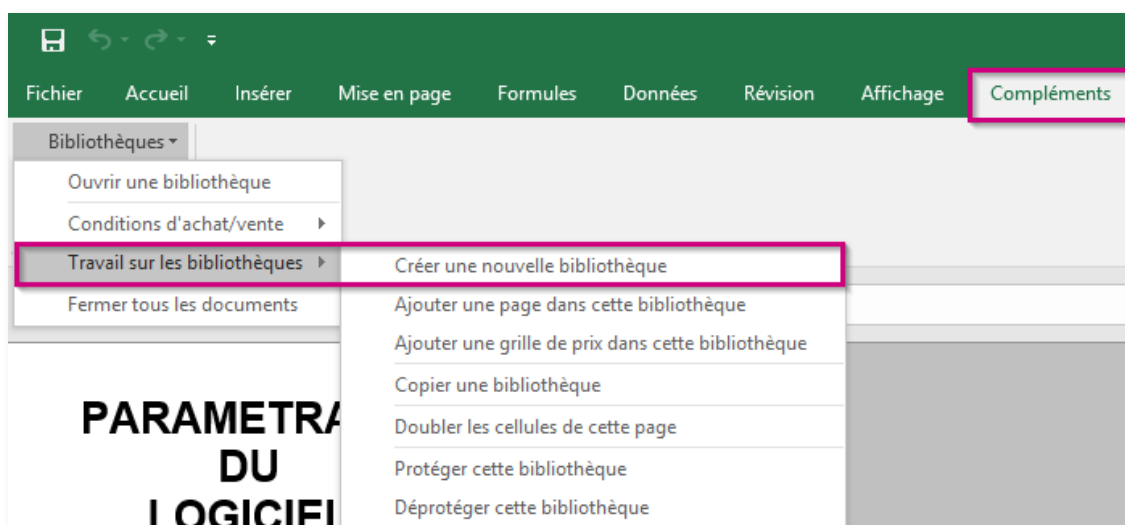 Fichier Accueil Insérer Mise en page Formules Données Révision Affichage Compléments
Bibliothèques
Ouvrir une bibliothèque
Conditions d'achat/vente
Travail sur les bibliothèques
Fermer tous les documents
Créer une nouvelle bibliothèque
Ajouter une page dans cette bibliothèque
Ajouter une grille de prix dans cette bibliothèque
Copier une bibliothèque
Doubler les cellules de cette page
Protéger cette bibliothèque
Déprotéger cette bibliothèque
PARAMETRA
DU
LOGICIEL